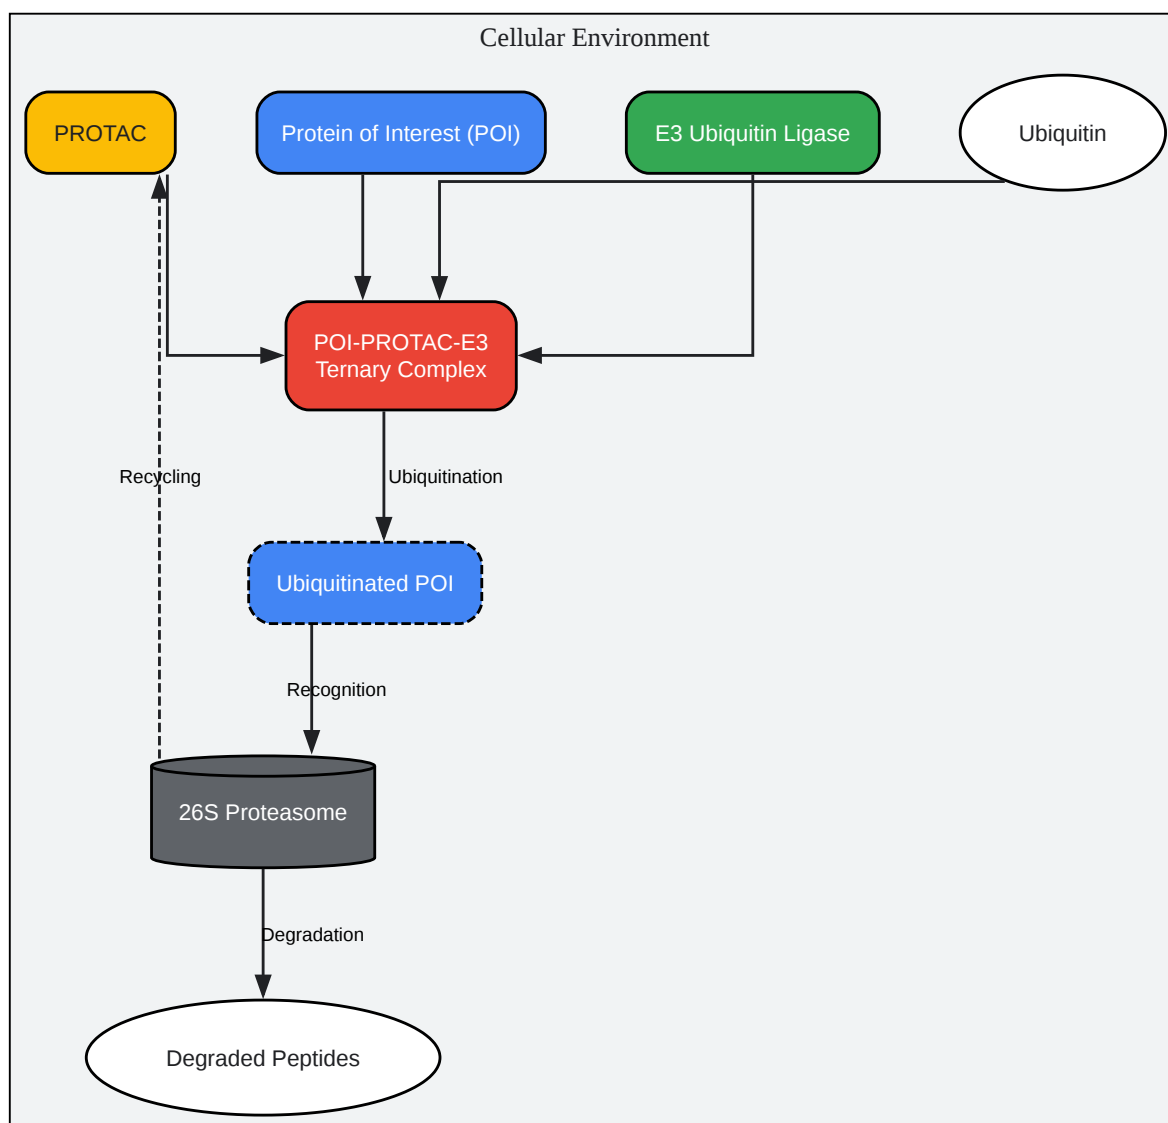 Cellular Environment
PROTAC
Protein of Interest (POI)
E3 Ubiquitin Ligase
Ubiquitin
POI-PROTAC-E3
Ternary Complex
Recycling
Ubiquitination
Ubiquitinated POI
Recognition
26S Proteasome
Degradation
Degraded Peptides